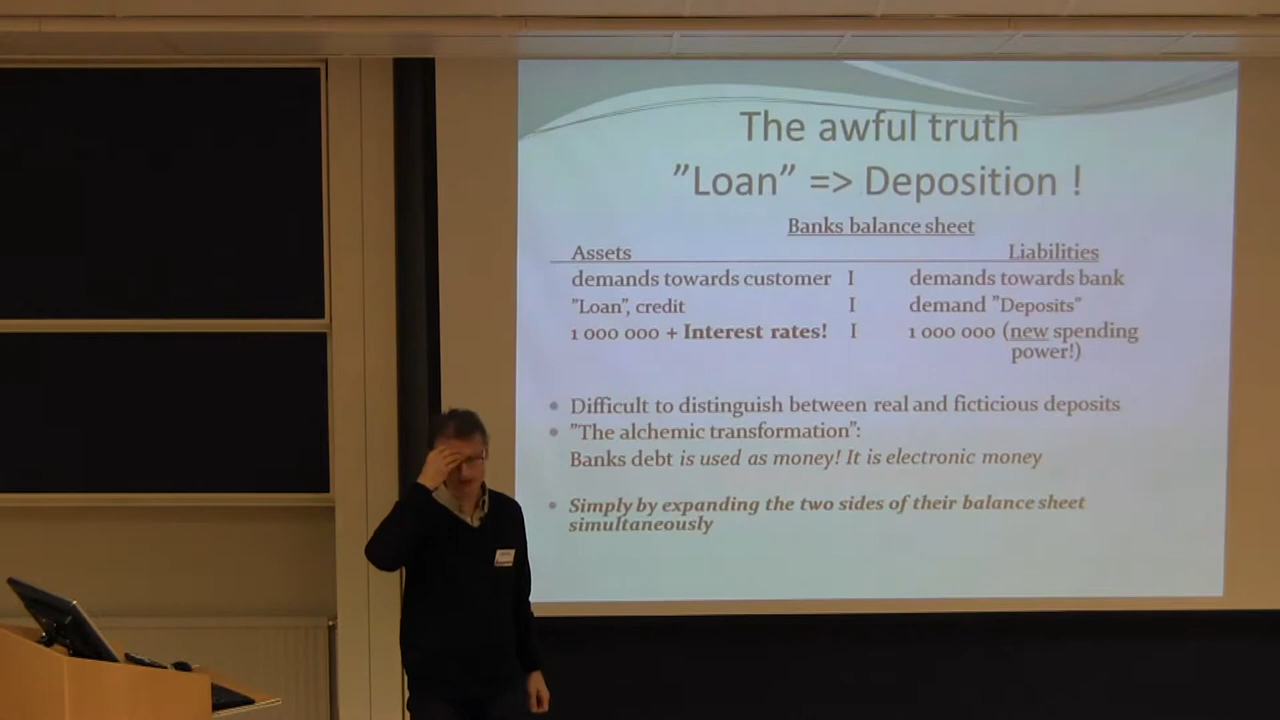 The awful truth
"Loan" => Deposition !
Banks balance sheet
Assets Liabilities
demands towards customer I demands towards bank
"Loan", credit I demand "Deposits"
1 000 000 + Interest rates! I 1 000 000 (new spending
power!)
• Difficult to distinguish between real and ficticious deposits
• "The alchemic transformation":
Banks debt is used as money! It is electronic money
• Simply by expanding the two sides of their balance sheet
simultaneously